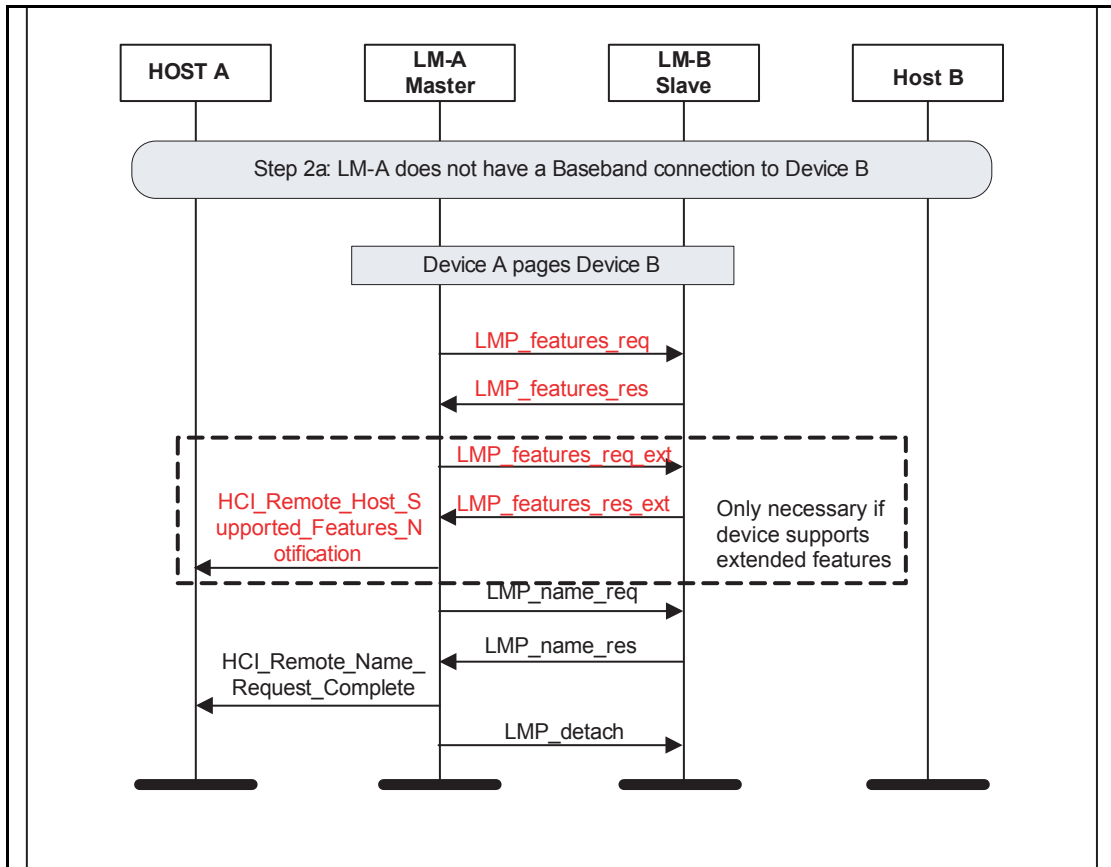 HOST A
LM-A
Master
LM-B
Slave
Host B
Step 2a: LM-A does not have a Baseband connection to Device B
Device A pages Device B
LMP_features_req
LMP_features_res
LMP_features_req_ext
HCI_Remote_Host_S
upported_Features_N
otification
LMP_features_res_ext
Only necessary if
device supports
extended features
LMP_name_req
LMP_name_res
HCI_Remote_Name_
Request_Complete
LMP_detach